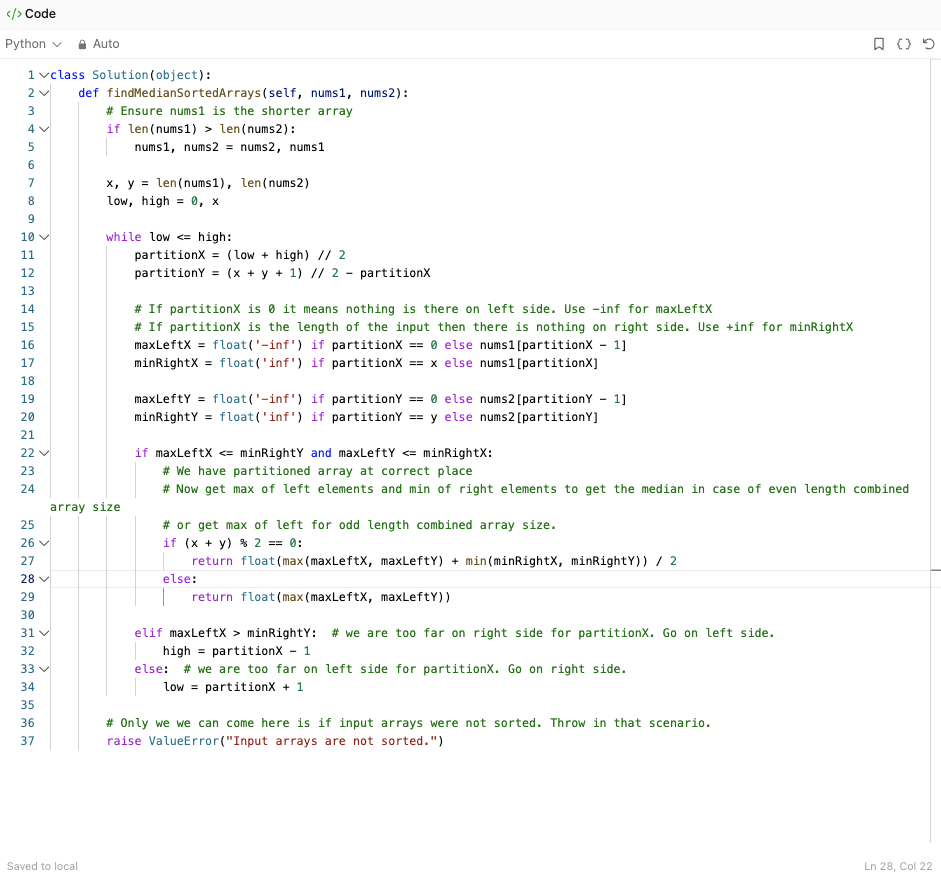 </> Code
Python Auto
1 class Solution(object):
2     def findMedianSortedArrays(self, nums1, nums2):
3         # Ensure nums1 is the shorter array
4         if len(nums1) > len(nums2):
5             nums1, nums2 = nums2, nums1
6
7         x, y = len(nums1), len(nums2)
8         low, high = 0, x
9
10         while low <= high:
11             partitionX = (low + high) // 2
12             partitionY = (x + y + 1) // 2 - partitionX
13
14             # If partitionX is 0 it means nothing is there on left side. Use -inf for maxLeftX
15             # If partitionX is the length of the input then there is nothing on right side. Use +inf for minRightX
16             maxLeftX = float('-inf') if partitionX == 0 else nums1[partitionX - 1]
17             minRightX = float('inf') if partitionX == x else nums1[partitionX]
18
19             maxLeftY = float('-inf') if partitionY == 0 else nums2[partitionY - 1]
20             minRightY = float('inf') if partitionY == y else nums2[partitionY]
21
22             if maxLeftX <= minRightY and maxLeftY <= minRightX:
23                 # We have partitioned array at correct place
24                 # Now get max of left elements and min of right elements to get the median in case of even length combined
array size
25                 # or get max of left for odd length combined array size.
26                 if (x + y) % 2 == 0:
27                     return float(max(maxLeftX, maxLeftY) + min(minRightX, minRightY)) / 2
28                 else:
29                     return float(max(maxLeftX, maxLeftY))
30
31             elif maxLeftX > minRightY:  # we are too far on right side for partitionX. Go on left side.
32                 high = partitionX - 1
33             else:  # we are too far on left side for partitionX. Go on right side.
34                 low = partitionX + 1
35
36         # Only we we can come here is if input arrays were not sorted. Throw in that scenario.
37         raise ValueError("Input arrays are not sorted.")
Saved to local Ln 28, Col 22